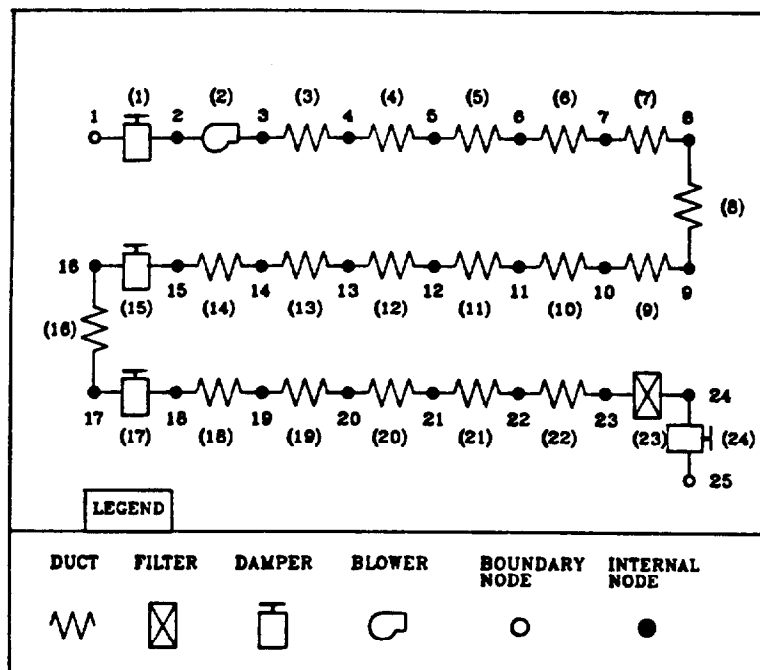 (1) (2) (3) (4) (5) (6) (7)
1 2 3 4 5 6 7 8
(8)
16 15 14 13 12 11 10 9
(15) (14) (13) (12) (11) (10) (9)
(16)
17 18 19 20 21 22 23 24
(17) (18) (19) (20) (21) (22) (23) (24)
25
LEGEND
DUCT FILTER DAMPER BLOWER BOUNDARY NODE INTERNAL NODE